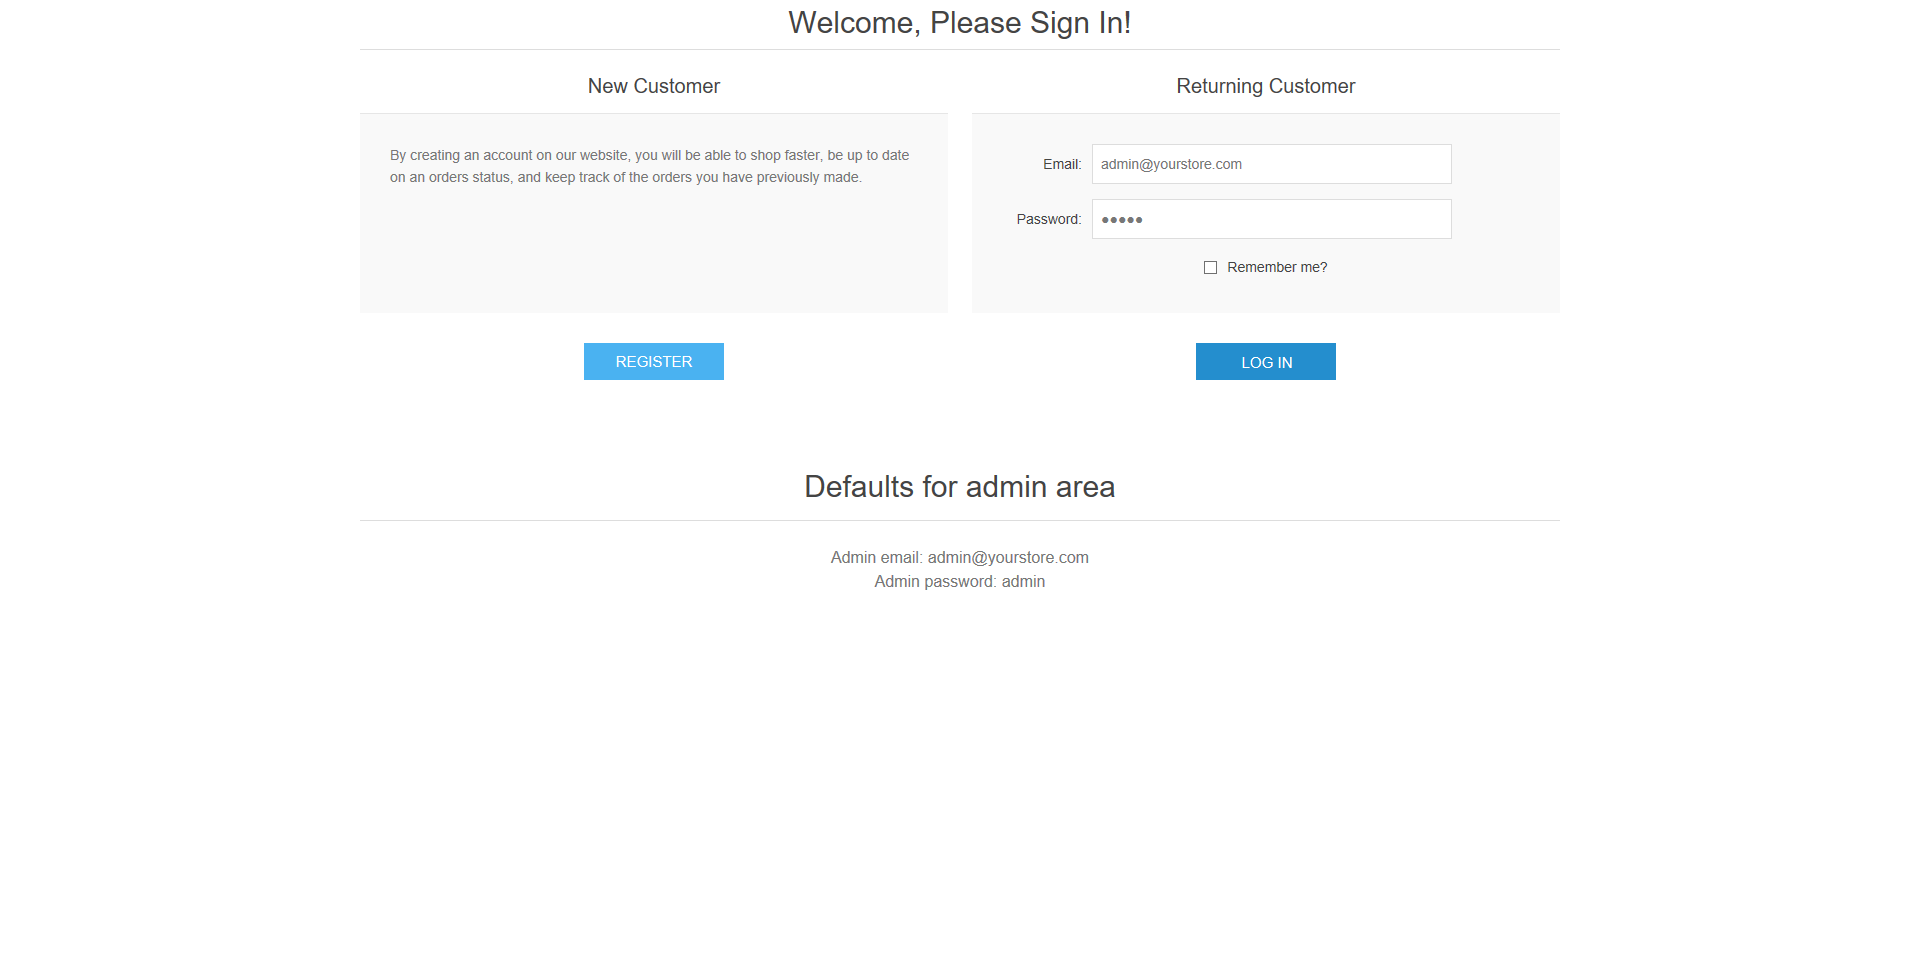 Welcome, Please Sign In!
New Customer
By creating an account on our website, you will be able to shop faster, be up to date
on an orders status, and keep track of the orders you have previously made.
REGISTER
Returning Customer
Email: admin@yourstore.com
Password: •••••
Remember me?
LOG IN
Defaults for admin area
Admin email: admin@yourstore.com
Admin password: admin